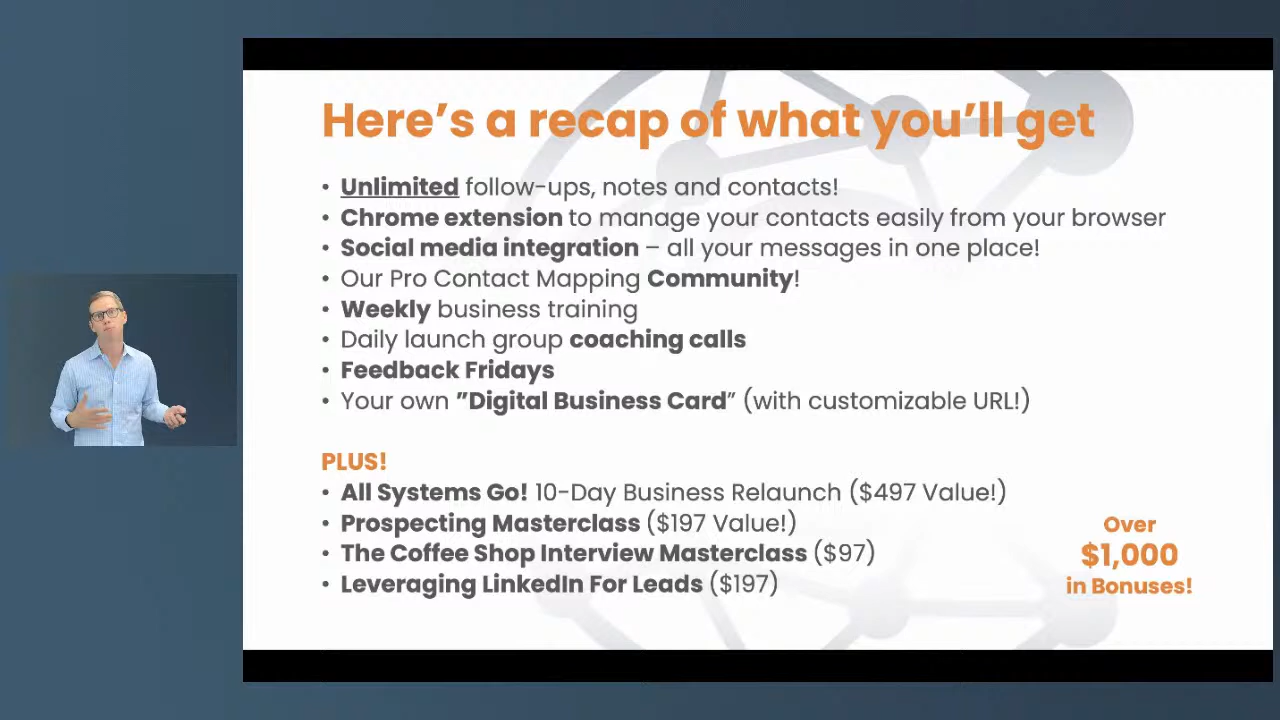 Here’s a recap of what you’ll get
• Unlimited follow-ups, notes and contacts!
• Chrome extension to manage your contacts easily from your browser
• Social media integration – all your messages in one place!
• Our Pro Contact Mapping Community!
• Weekly business training
• Daily launch group coaching calls
• Feedback Fridays
• Your own ”Digital Business Card” (with customizable URL!)
PLUS!
• All Systems Go! 10-Day Business Relaunch ($497 Value!)
• Prospecting Masterclass ($197 Value!)
• The Coffee Shop Interview Masterclass ($97)
• Leveraging LinkedIn For Leads ($197)
Over
$1,000
in Bonuses!